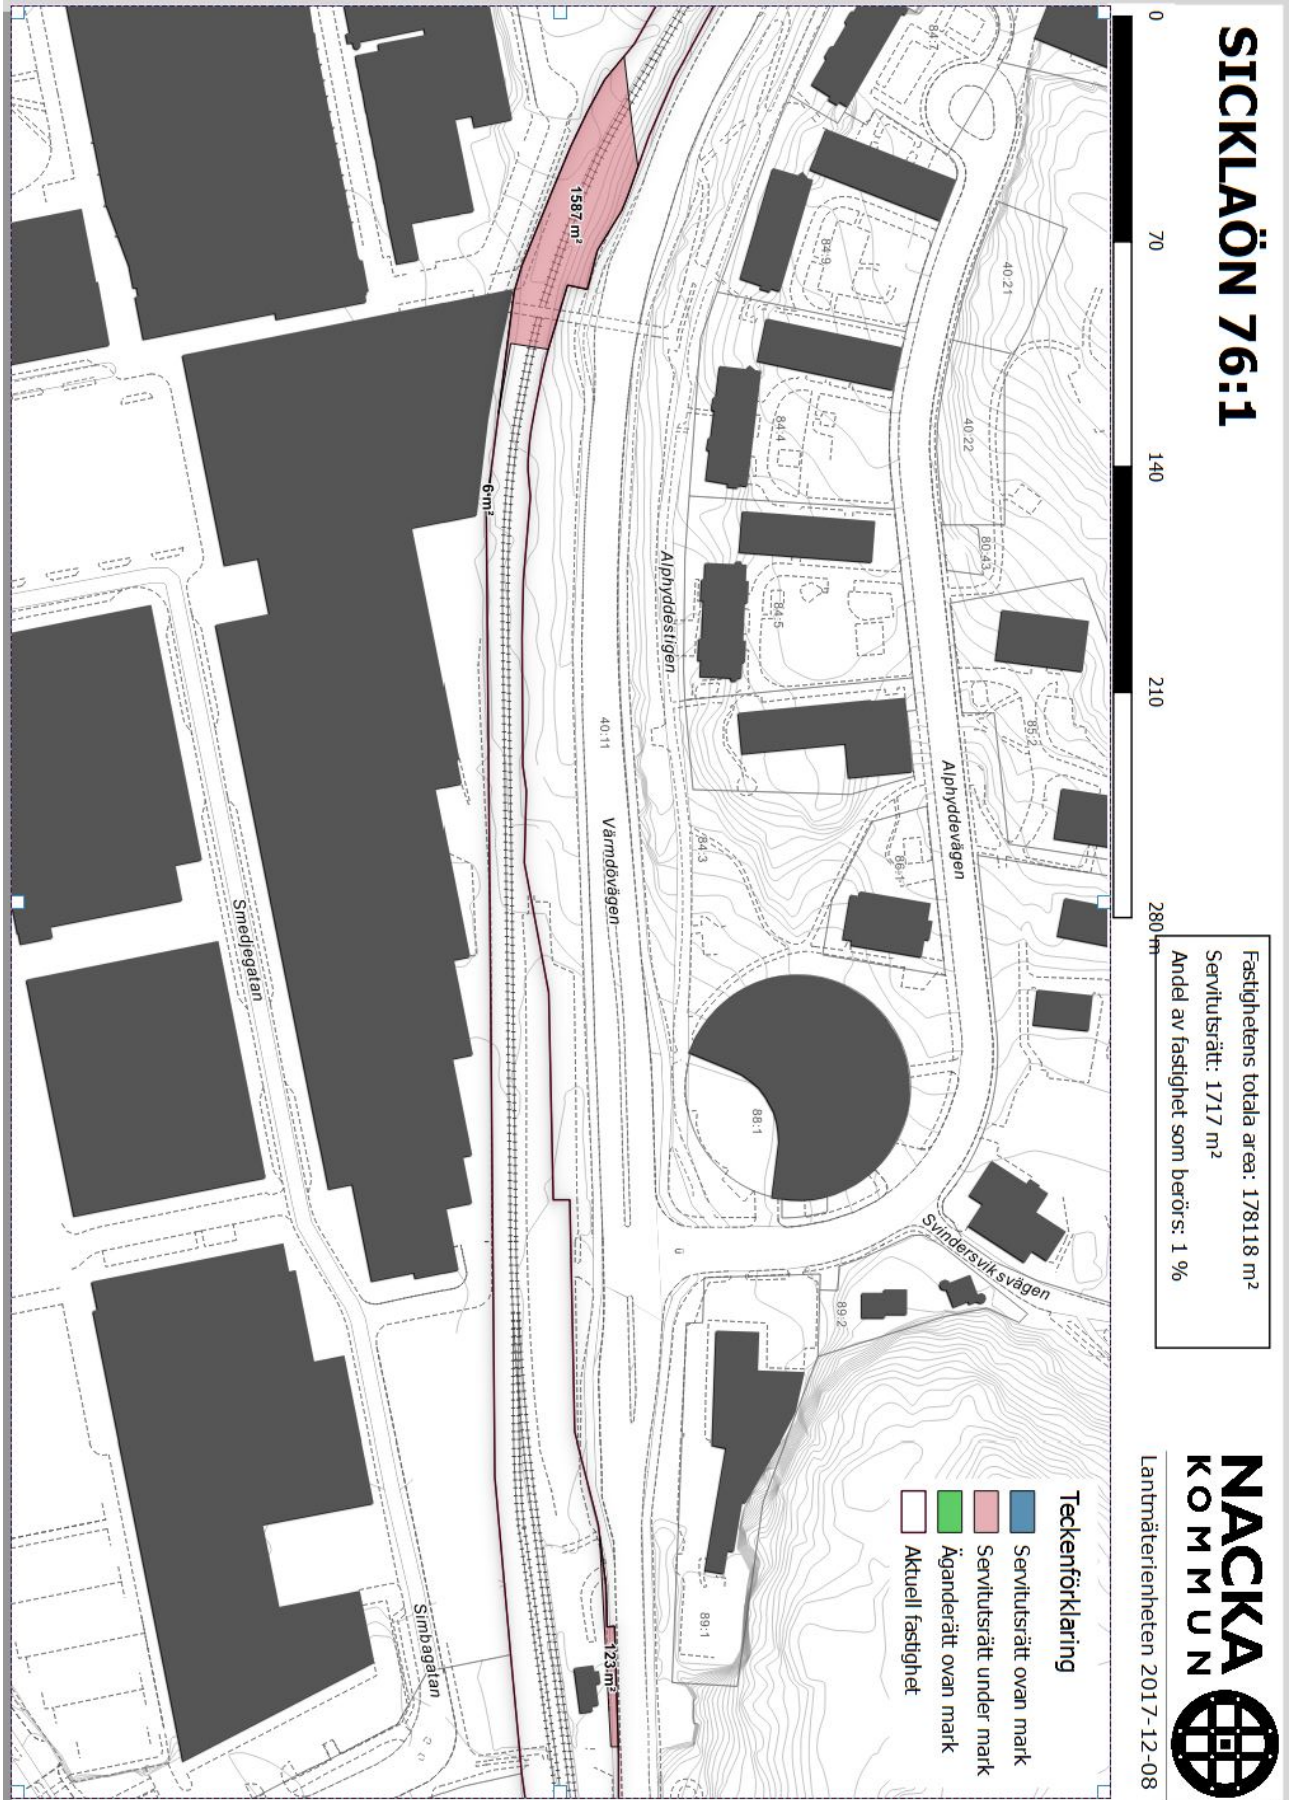 SICKLAÖN 76:1
0
70
140
210
280 m
Fastighetens totala area: 178118 m²
Servitutsrätt: 1717 m²
Andel av fastighet som berörs: 1 %
NACKA
KOMMUN
Lantmäterienheten 2017-12-08
Teckenförklaring
Servitutsrätt ovan mark
Servitutsrätt under mark
Äganderätt ovan mark
Aktuell fastighet
84:7
40:21
84:9
40:22
84:4
80:43
84:5
85:2
Alphyddestigen
Alphyddevägen
40:11
84:3
86:1
Värmdövägen
88:1
Svindersviksvägen
89:2
89:1
1587 m²
6 m²
123 m²
Smedjegatan
Simbagatan